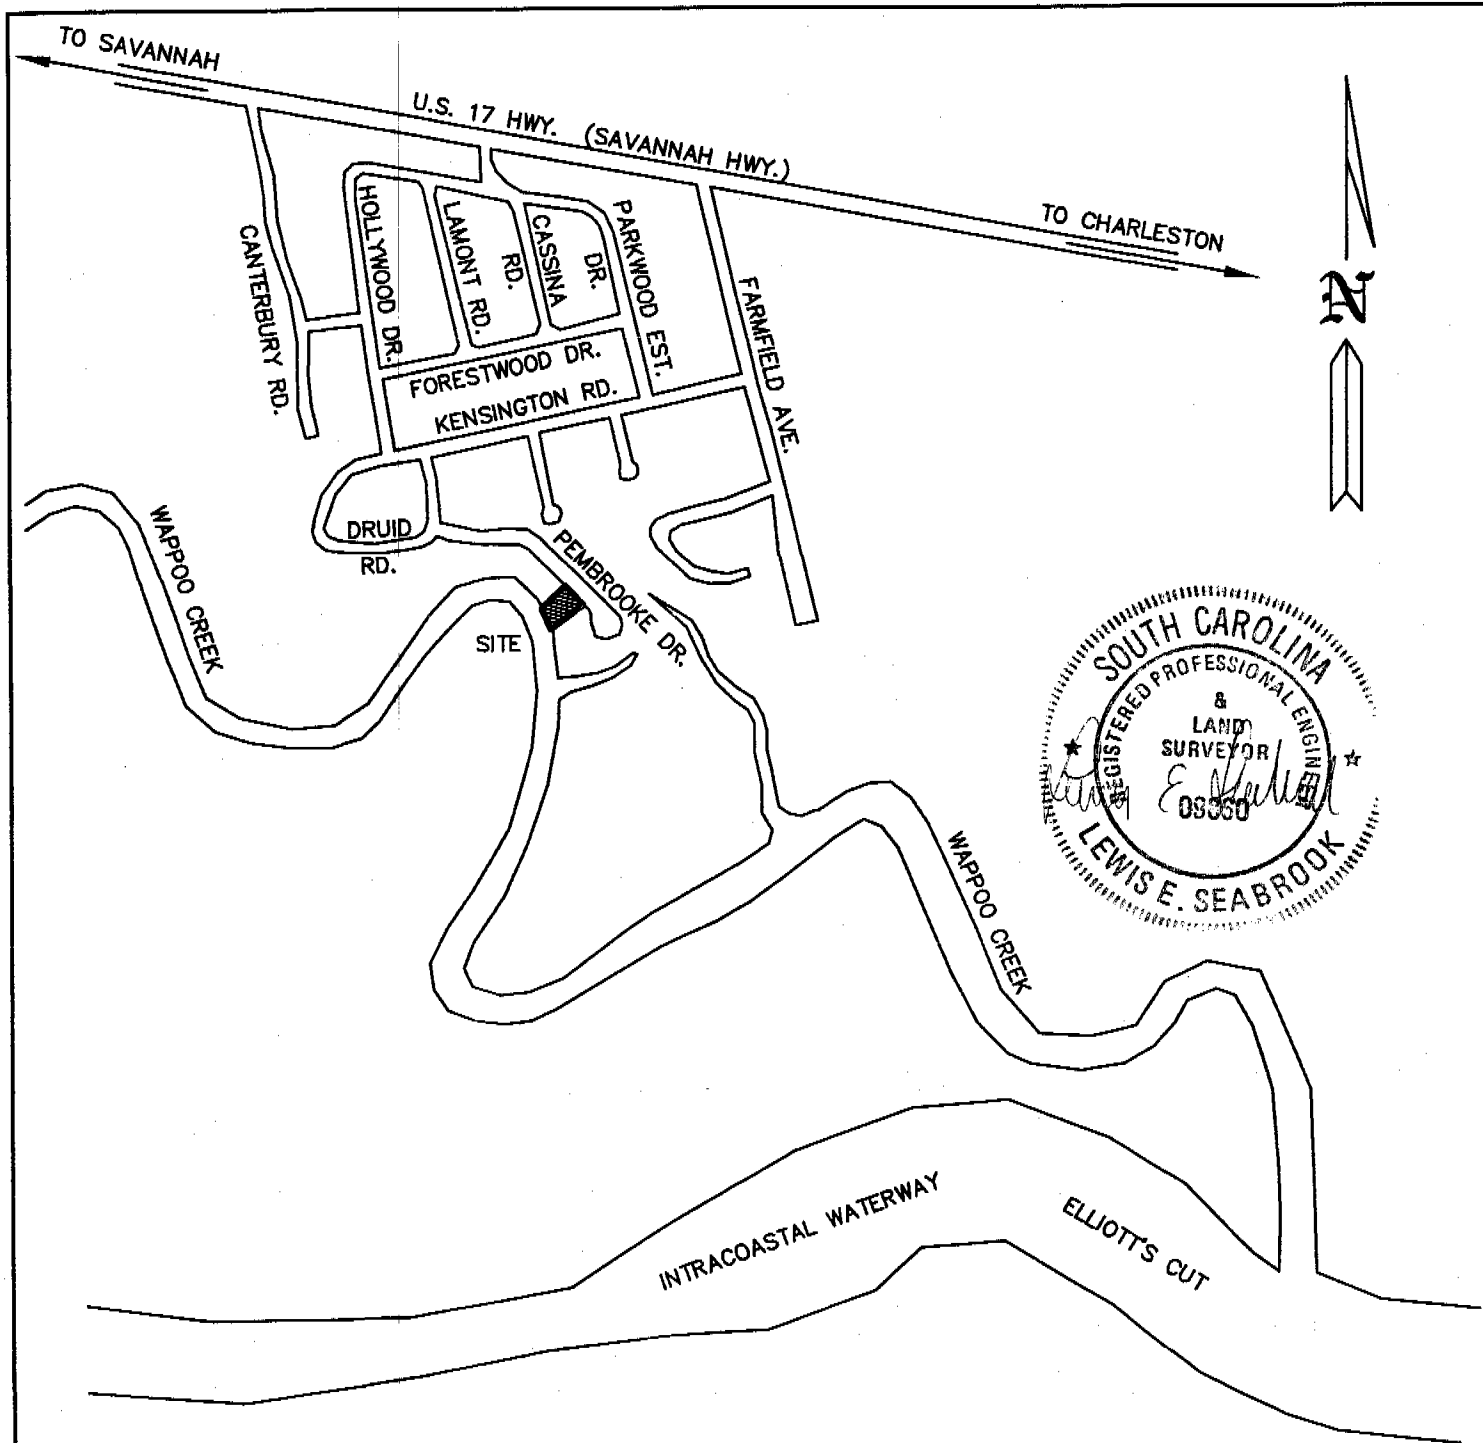 TO SAVANNAH
U.S. 17 HWY. (SAVANNAH HWY.)
TO CHARLESTON
CANTERBURY RD.
HOLLYWOOD DR.
LAMONT RD.
CASSINA
RD.
PARKWOOD EST.
DR.
FARMFIELD AVE.
FORESTWOOD DR.
KENSINGTON RD.
N
WAPPOO CREEK
DRUID
RD.
PEMBROOKE DR.
SITE
SOUTH CAROLINA
REGISTERED PROFESSIONAL ENGINEER
&
LAND
SURVEYOR
LEWIS E. SEABROOK
WAPPOO CREEK
INTRACOASTAL WATERWAY
ELLIOTT'S CUT